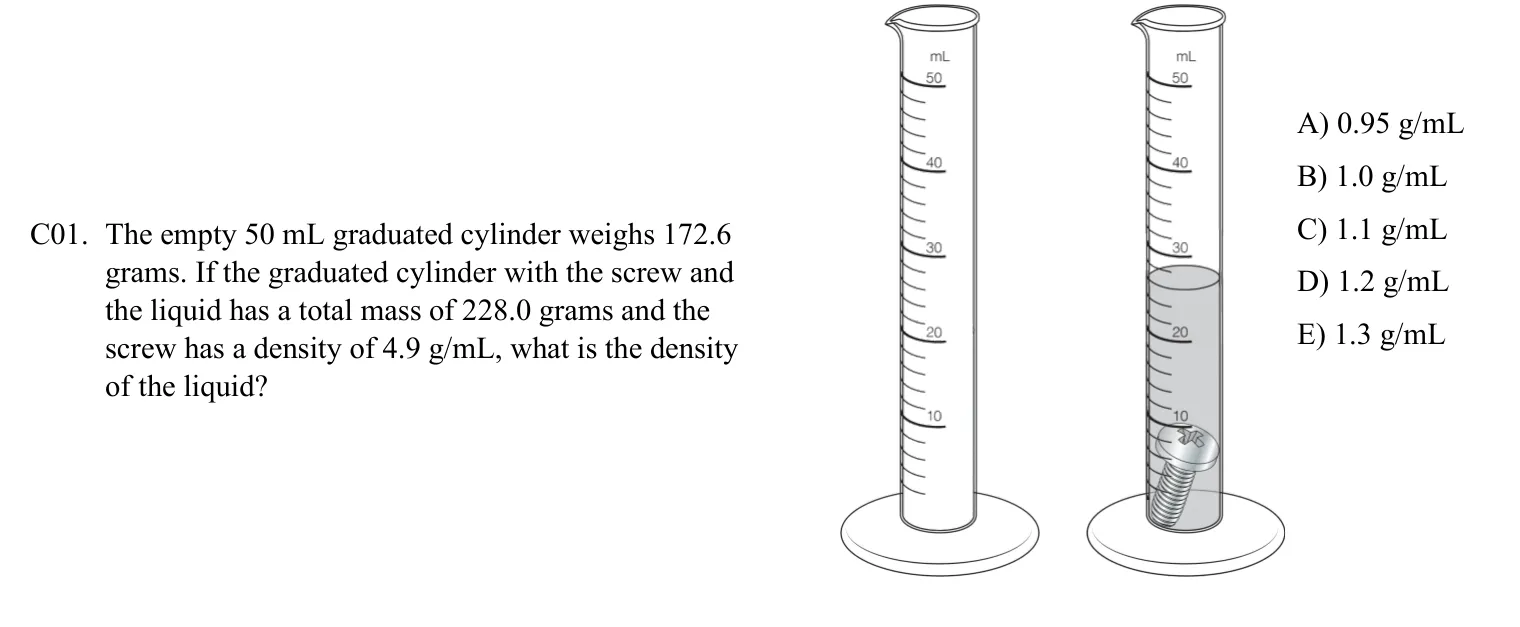 C01. The empty 50 mL graduated cylinder weighs 172.6
grams. If the graduated cylinder with the screw and
the liquid has a total mass of 228.0 grams and the
screw has a density of 4.9 g/mL, what is the density
of the liquid?
mL
50
40
30
20
10
mL
50
40
30
20
10
A) 0.95 g/mL
B) 1.0 g/mL
C) 1.1 g/mL
D) 1.2 g/mL
E) 1.3 g/mL